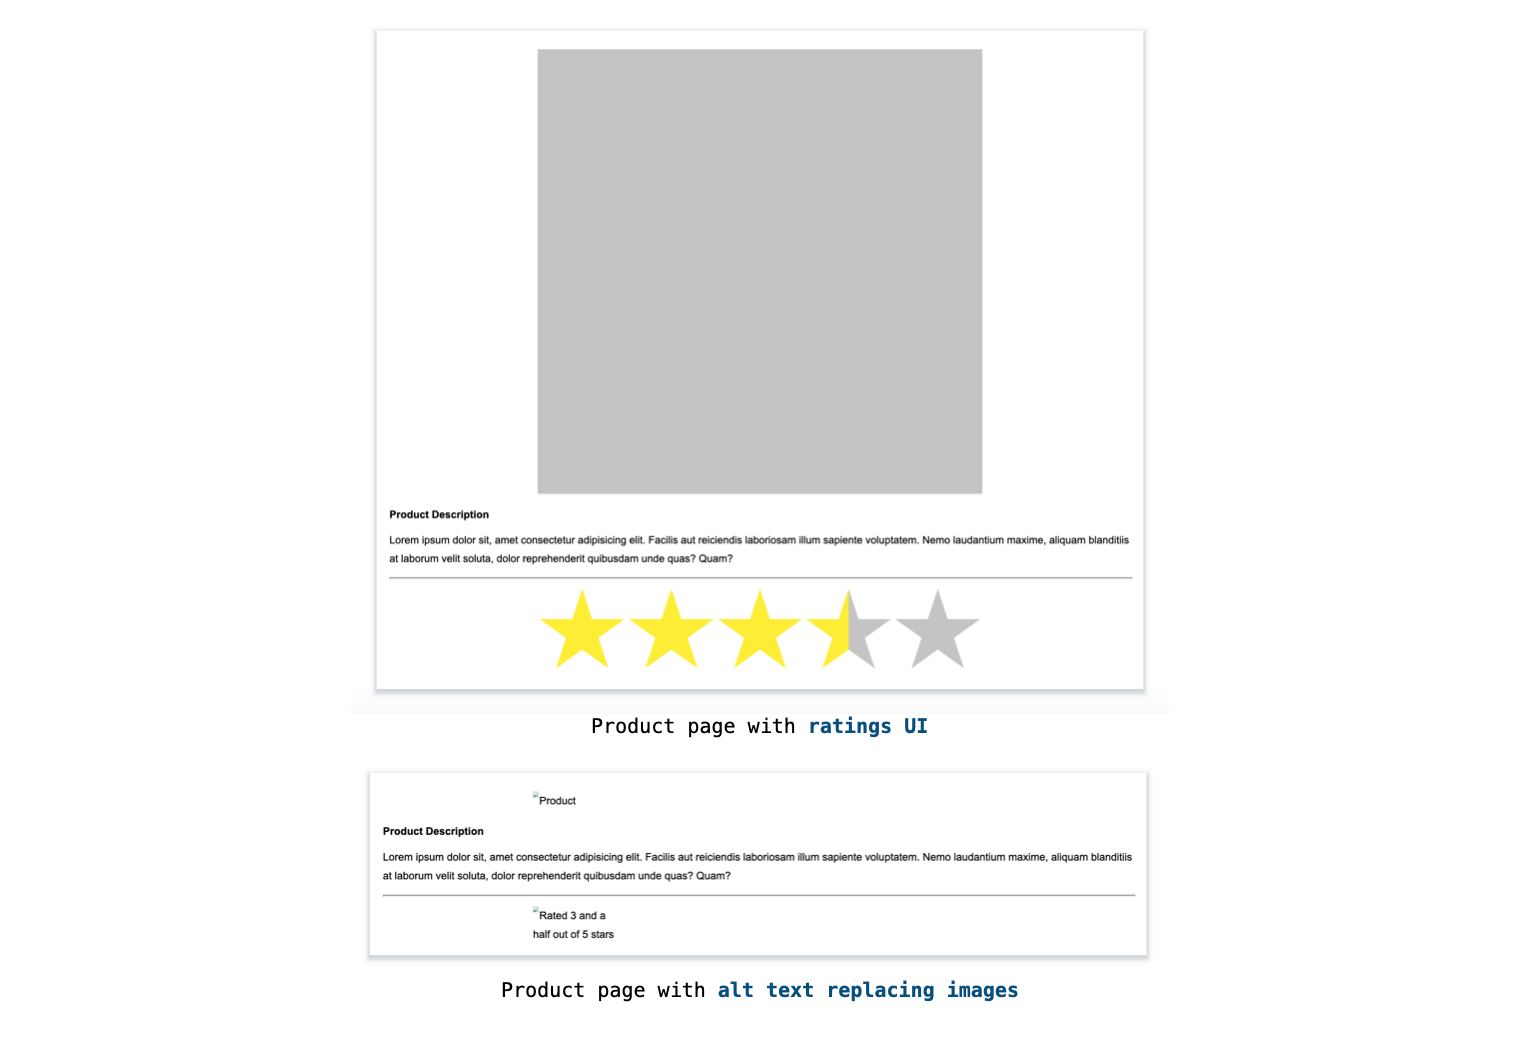 Product Description
Lorem ipsum dolor sit, amet consectetur adipisicing elit. Facilis aut reiciendis laboriosam illum sapiente voluptatem. Nemo laudantium maxime, aliquam blanditiis
at laborum velit soluta, dolor reprehenderit quibusdam unde quas? Quam?
Product page with ratings UI
Product
Product Description
Lorem ipsum dolor sit, amet consectetur adipisicing elit. Facilis aut reiciendis laboriosam illum sapiente voluptatem. Nemo laudantium maxime, aliquam blanditiis
at laborum velit soluta, dolor reprehenderit quibusdam unde quas? Quam?
Rated 3 and a
half out of 5 stars
Product page with alt text replacing images